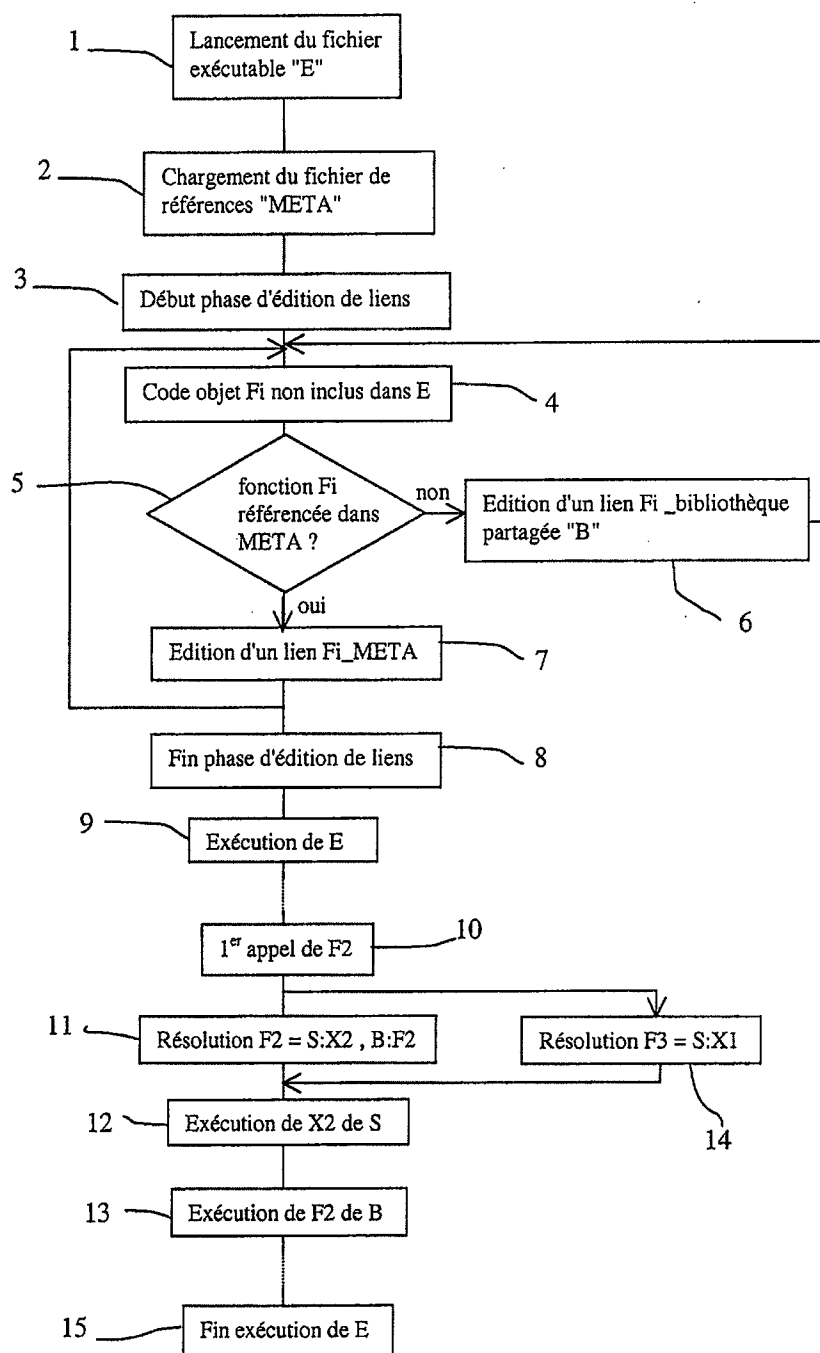 1
Lancement du fichier
exécutable "E"
2
Chargement du fichier de
références "META"
3
Début phase d'édition de liens
Code objet Fi non inclus dans E
4
5
fonction Fi
référencée dans
META ?
non
Edition d'un lien Fi _bibliothèque
partagée "B"
6
oui
Edition d'un lien Fi_META
7
Fin phase d'édition de liens
8
9
Exécution de E
10
1er appel de F2
11
Résolution F2 = S:X2 , B:F2
Résolution F3 = S:X1
14
12
Exécution de X2 de S
13
Exécution de F2 de B
15
Fin exécution de E